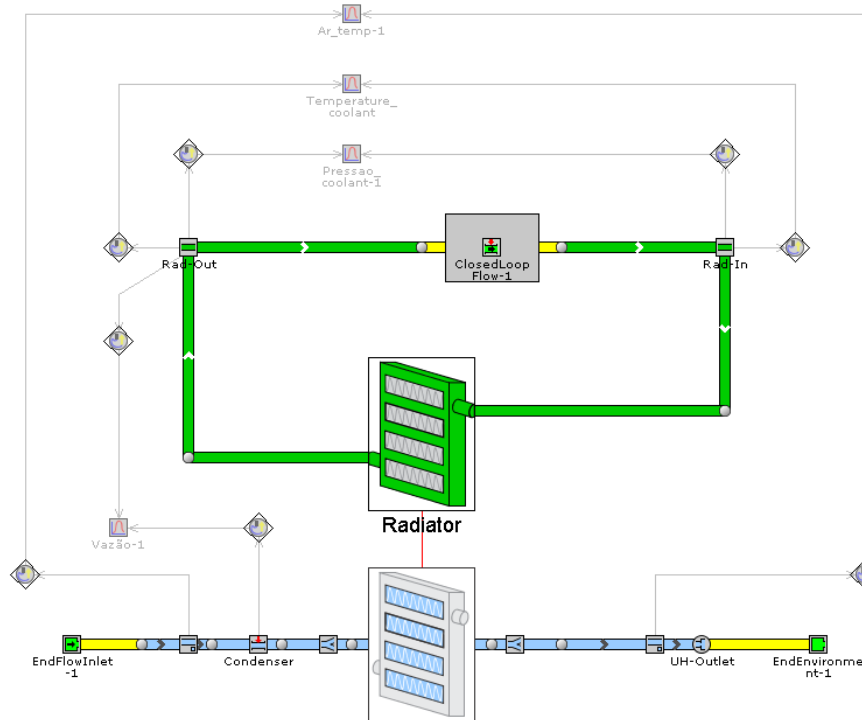 Ar_temp-1
Temperature_
coolant
Pressao_
coolant-1
Rad-Out
ClosedLoop
Flow-1
Rad-In
Radiator
Vazão-1
EndFlowInlet
-1
Condenser
UH-Outlet
EndEnvironme
nt-1